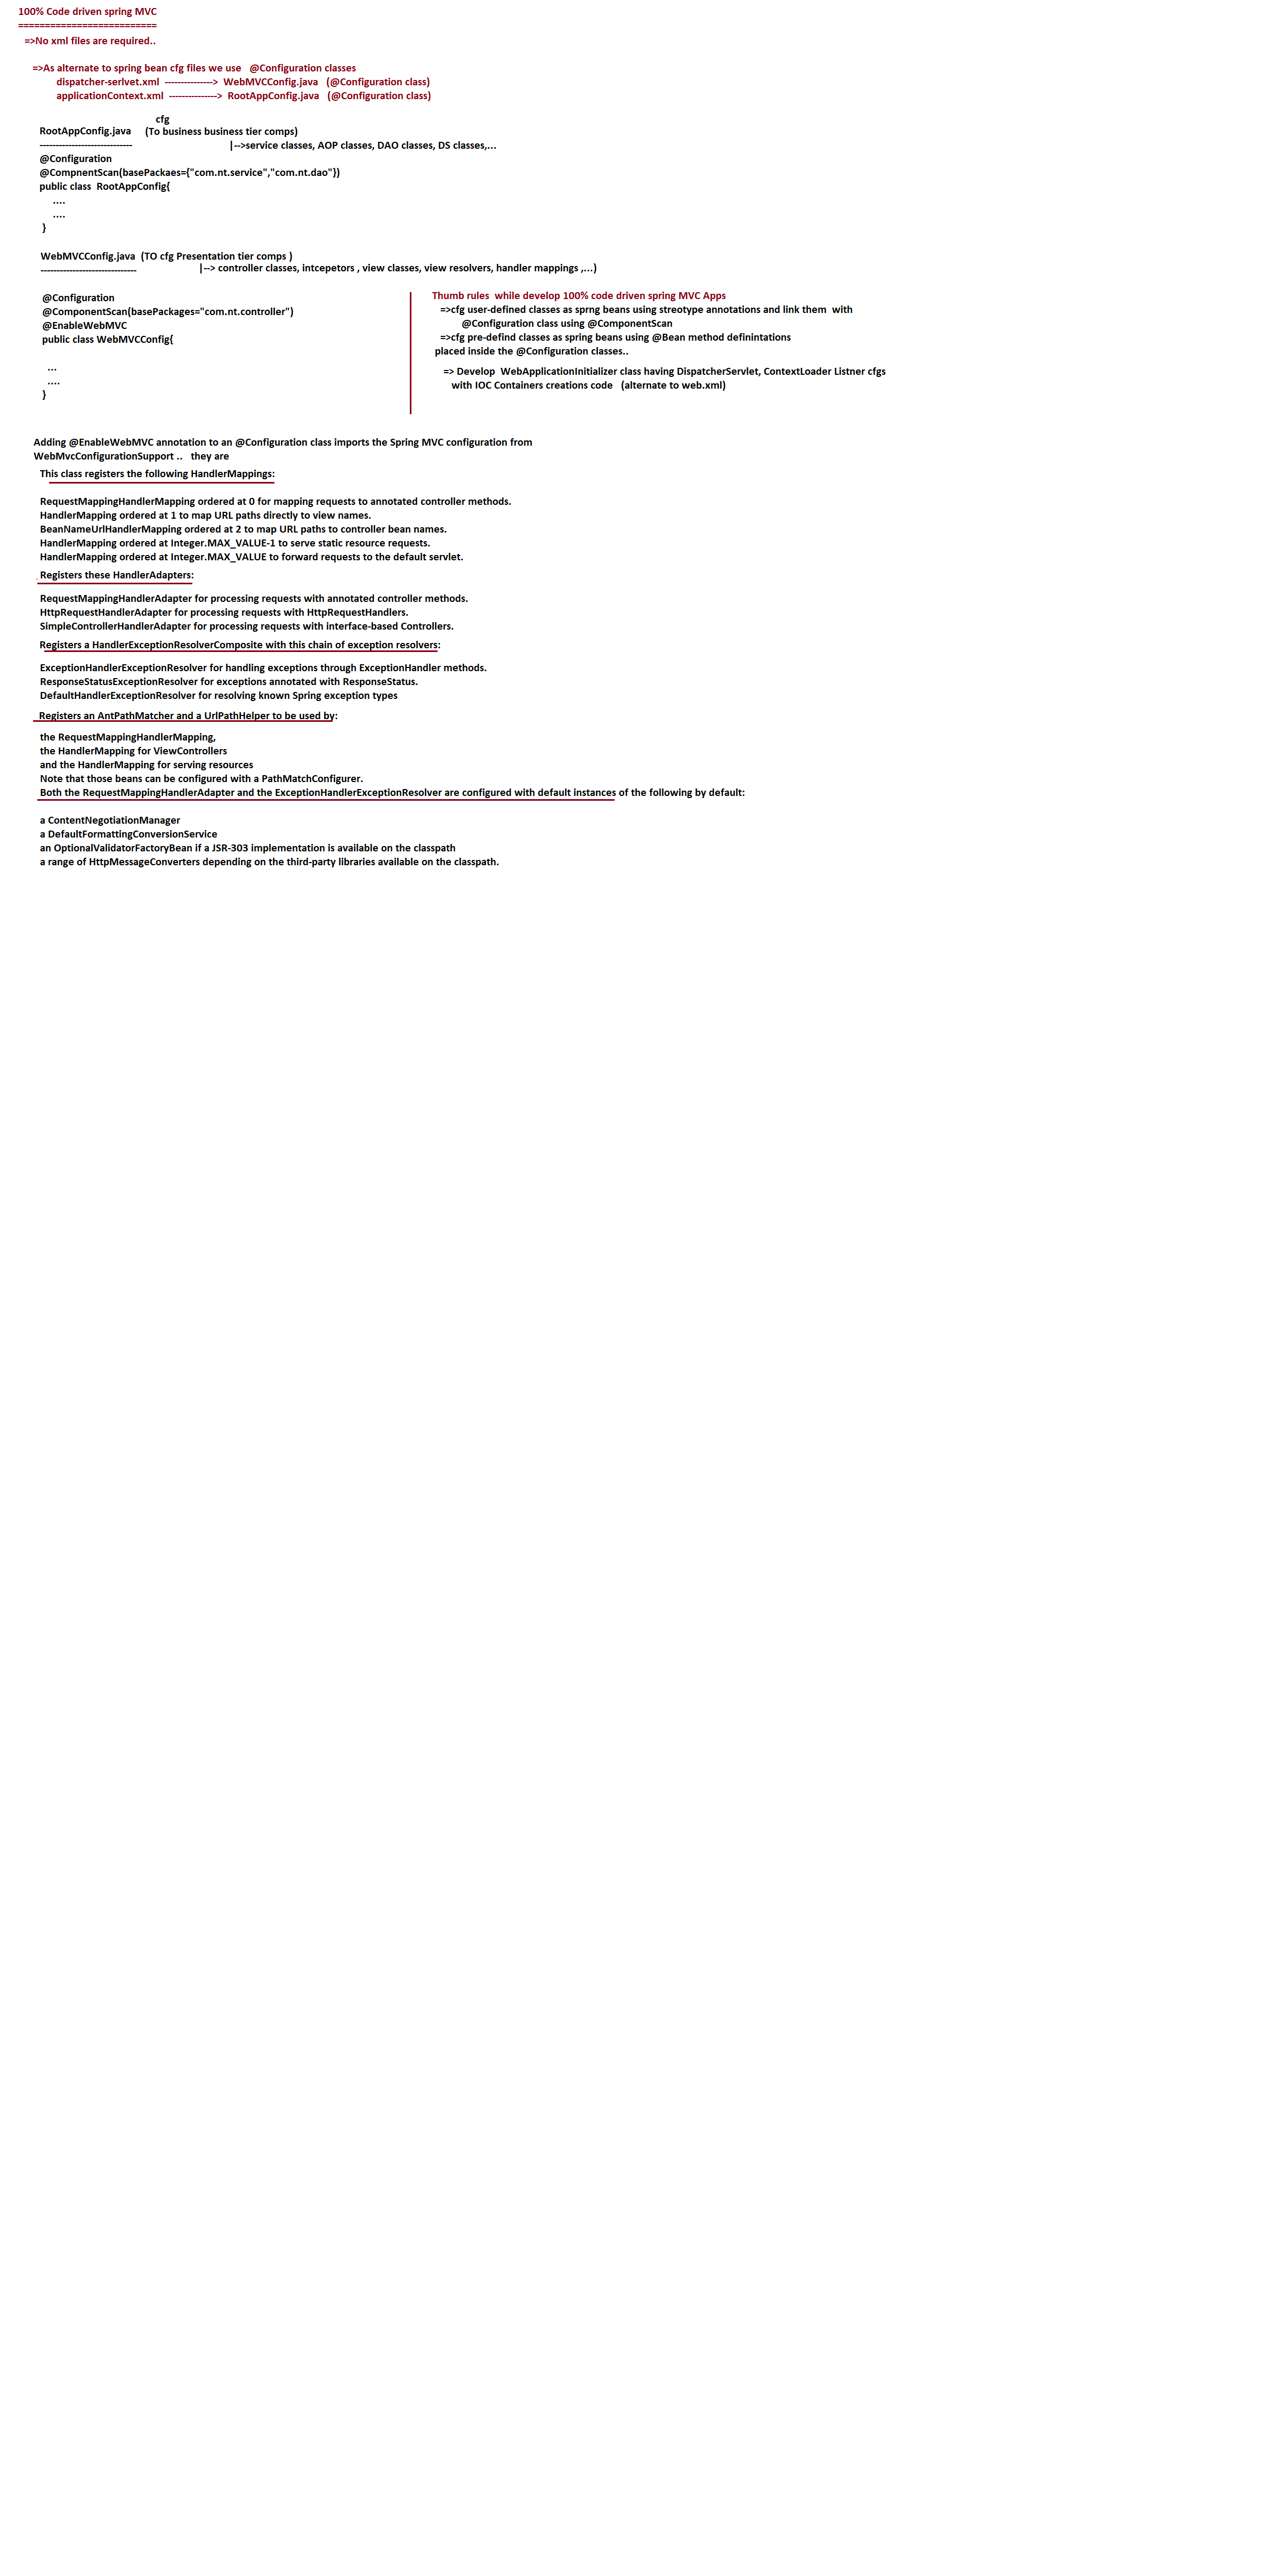 100% Code driven spring MVC
==========================
=>No xml files are required..
=>As alternate to spring bean cfg files we use @Configuration classes
dispatcher-serlvet.xml ---------------> WebMVCConfig.java (@Configuration class)
applicationContext.xml ---------------> RootAppConfig.java (@Configuration class)
cfg
RootAppConfig.java (To business business tier comps)
----------------------------- |-->service classes, AOP classes, DAO classes, DS classes,...
@Configuration
@CompnentScan(basePackaes={"com.nt.service","com.nt.dao"})
public class RootAppConfig{
....
....
}
WebMVCConfig.java (TO cfg Presentation tier comps )
------------------------------ |--> controller classes, intcepetors , view classes, view resolvers, handler mappings ,...)
@Configuration
@ComponentScan(basePackages="com.nt.controller")
@EnableWebMVC
public class WebMVCConfig{
...
....
}
Thumb rules while develop 100% code driven spring MVC Apps
=>cfg user-defined classes as sprng beans using streotype annotations and link them with
@Configuration class using @ComponentScan
=>cfg pre-defind classes as spring beans using @Bean method definintations
placed inside the @Configuration classes..
=> Develop WebApplicationInitializer class having DispatcherServlet, ContextLoader Listner cfgs
with IOC Containers creations code (alternate to web.xml)
Adding @EnableWebMVC annotation to an @Configuration class imports the Spring MVC configuration from
WebMvcConfigurationSupport .. they are
This class registers the following HandlerMappings:
RequestMappingHandlerMapping ordered at 0 for mapping requests to annotated controller methods.
HandlerMapping ordered at 1 to map URL paths directly to view names.
BeanNameUrlHandlerMapping ordered at 2 to map URL paths to controller bean names.
HandlerMapping ordered at Integer.MAX_VALUE-1 to serve static resource requests.
HandlerMapping ordered at Integer.MAX_VALUE to forward requests to the default servlet.
Registers these HandlerAdapters:
RequestMappingHandlerAdapter for processing requests with annotated controller methods.
HttpRequestHandlerAdapter for processing requests with HttpRequestHandlers.
SimpleControllerHandlerAdapter for processing requests with interface-based Controllers.
Registers a HandlerExceptionResolverComposite with this chain of exception resolvers:
ExceptionHandlerExceptionResolver for handling exceptions through ExceptionHandler methods.
ResponseStatusExceptionResolver for exceptions annotated with ResponseStatus.
DefaultHandlerExceptionResolver for resolving known Spring exception types
Registers an AntPathMatcher and a UrlPathHelper to be used by:
the RequestMappingHandlerMapping,
the HandlerMapping for ViewControllers
and the HandlerMapping for serving resources
Note that those beans can be configured with a PathMatchConfigurer.
Both the RequestMappingHandlerAdapter and the ExceptionHandlerExceptionResolver are configured with default instances of the following by default:
a ContentNegotiationManager
a DefaultFormattingConversionService
an OptionalValidatorFactoryBean if a JSR-303 implementation is available on the classpath
a range of HttpMessageConverters depending on the third-party libraries available on the classpath.